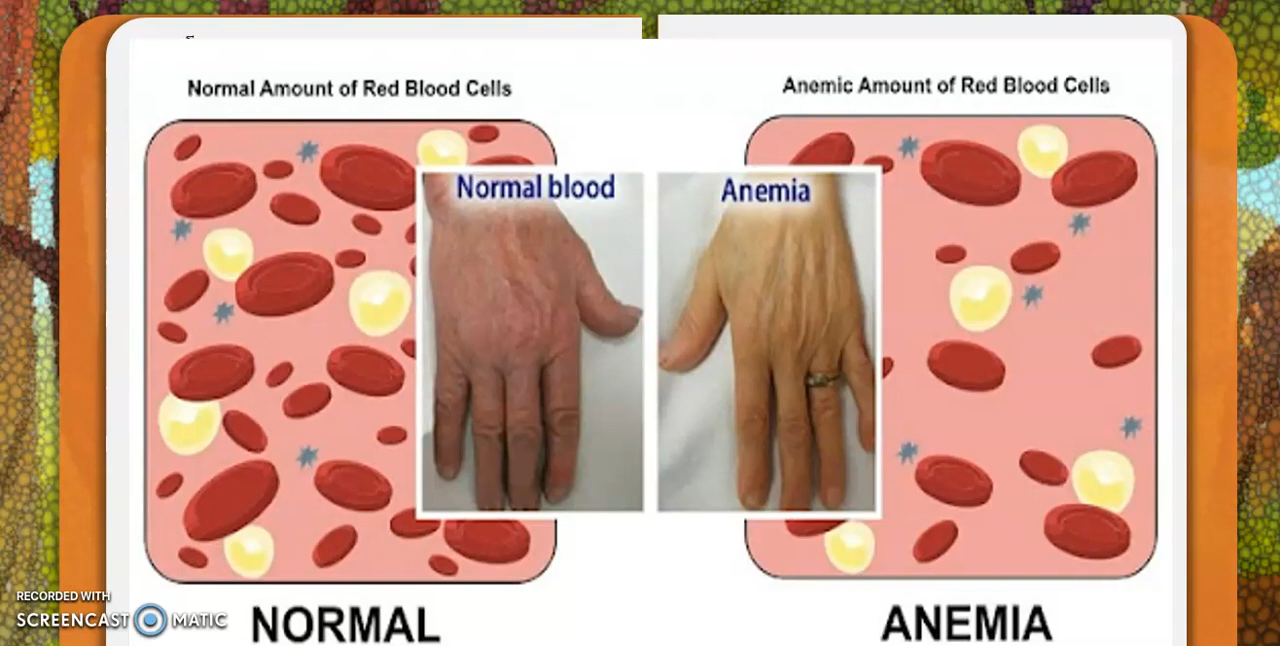 Normal Amount of Red Blood Cells
Anemic Amount of Red Blood Cells
Normal blood
Anemia
RECORDED WITH
SCREENCAST MATIC
NORMAL
ANEMIA